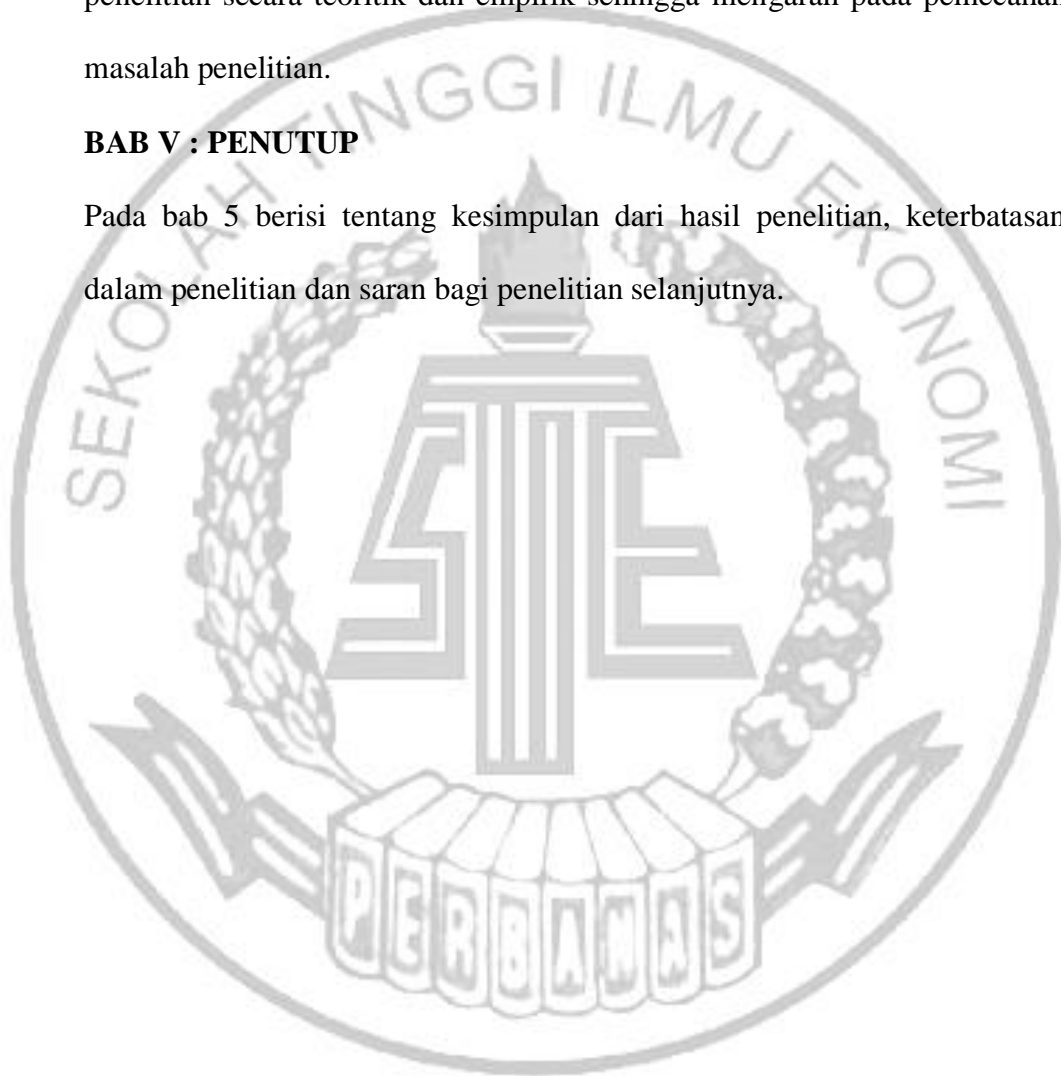 penelitian secara teoritik dan empirik sehingga mengarah pada pemecahan
masalah penelitian.
BAB V : PENUTUP
Pada bab 5 berisi tentang kesimpulan dari hasil penelitian, keterbatasan
dalam penelitian dan saran bagi penelitian selanjutnya.
SEKOLAH TINGGI ILMU EKONOMI
STIE
PERBANAS